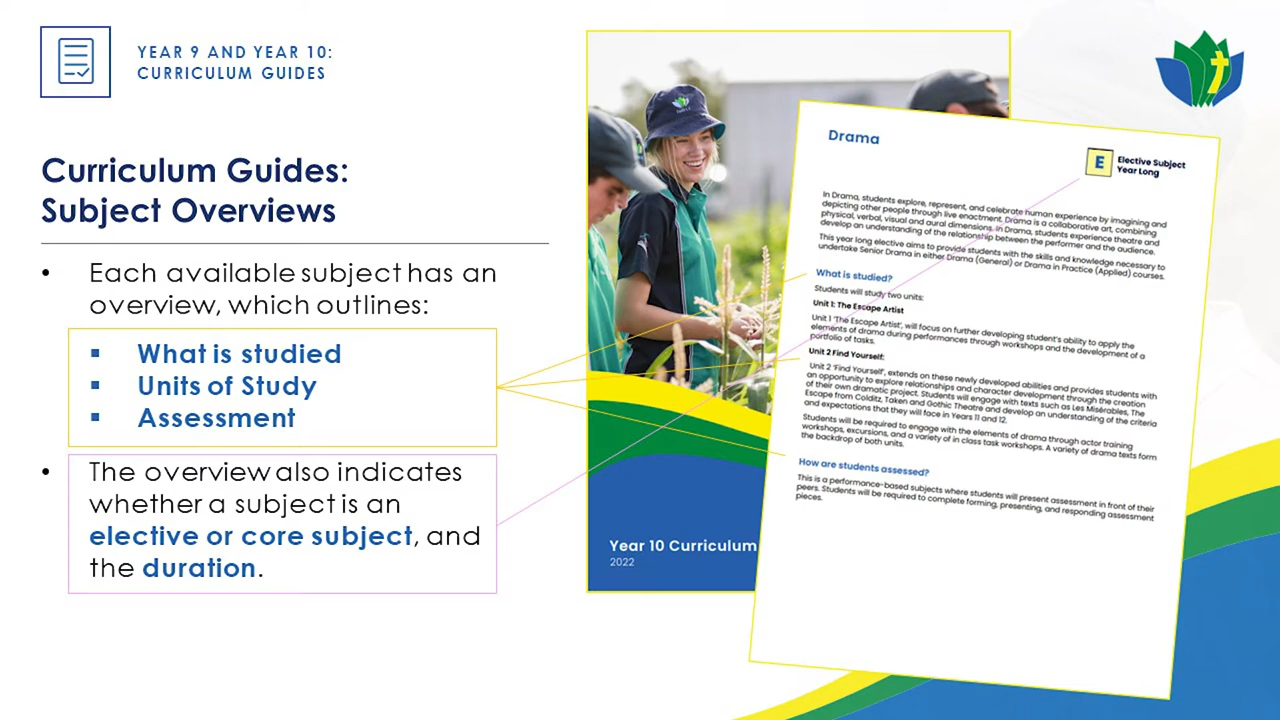 YEAR 9 AND YEAR 10:
CURRICULUM GUIDES
Curriculum Guides:
Subject Overviews
• Each available subject has an
overview, which outlines:
▪ What is studied
▪ Units of Study
▪ Assessment
• The overview also indicates
whether a subject is an
elective or core subject, and
the duration.
Year 10 Curriculum
2022
Drama
E
Elective Subject
Year Long
In Drama, students explore, represent, and celebrate human experience by imagining and
depicting other people through live enactment. Drama is a collaborative art, combining
physical, verbal, visual and aural dimensions. In Drama, students experience theatre and
develop an understanding of the relationship between the performer and the audience.
This year long elective aims to provide students with the skills and knowledge necessary to
undertake Senior Drama in either Drama (General) or Drama in Practice (Applied) courses.
What is studied?
Students will study two units:
Unit 1: The Escape Artist
Unit 1 'The Escape Artist', will focus on further developing student's ability to apply the
elements of drama during performances through workshops and the development of a
portfolio of tasks.
Unit 2 Find Yourself:
Unit 2 'Find Yourself', extends on these newly developed abilities and provides students with
an opportunity to explore relationships and character development through the creation
of their own dramatic project. Students will engage with texts such as Les Misérables, The
Escape from Colditz, Taken and Gothic Theatre and develop an understanding of the criteria
and expectations that they will face in Years 11 and 12.
Students will be required to engage with the elements of drama through actor training
workshops, excursions, and a variety of in class task workshops. A variety of drama texts form
the backdrop of both units.
How are students assessed?
This is a performance-based subjects where students will present assessment in front of their
peers. Students will be required to complete forming, presenting, and responding assessment
pieces.